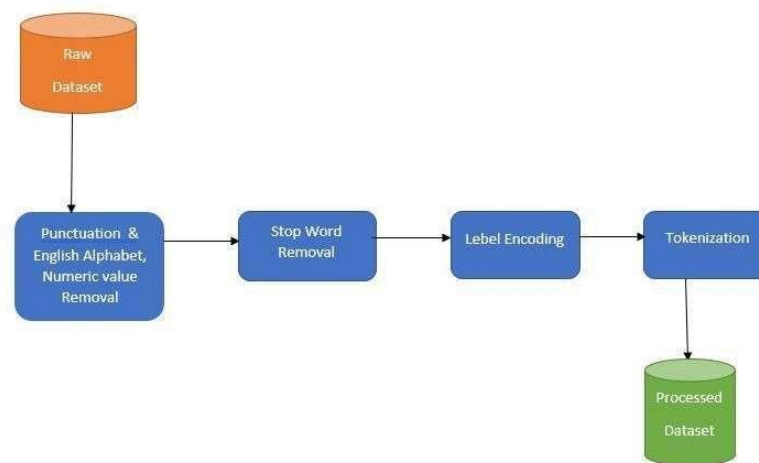 Raw
Dataset
Punctuation &
English Alphabet,
Numeric value
Removal
Stop Word
Removal
Lebel Encoding
Tokenization
Processed
Dataset